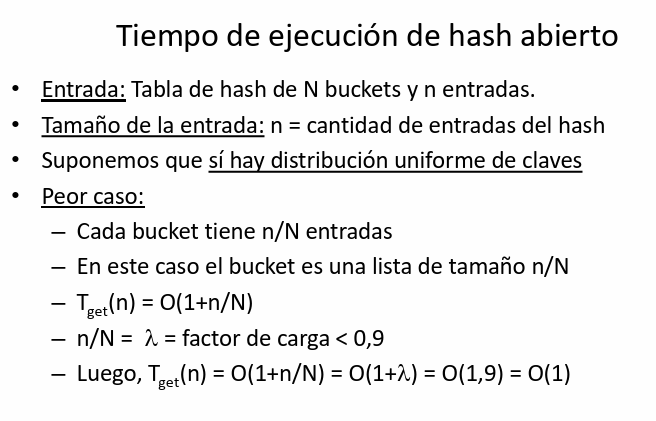 Tiempo de ejecución de hash abierto
• Entrada: Tabla de hash de N buckets y n entradas.
• Tamaño de la entrada: n = cantidad de entradas del hash
• Suponemos que sí hay distribución uniforme de claves
• Peor caso:
– Cada bucket tiene n/N entradas
– En este caso el bucket es una lista de tamaño n/N
– Tget(n) = O(1+n/N)
– n/N = λ = factor de carga < 0,9
– Luego, Tget(n) = O(1+n/N) = O(1+λ) = O(1,9) = O(1)